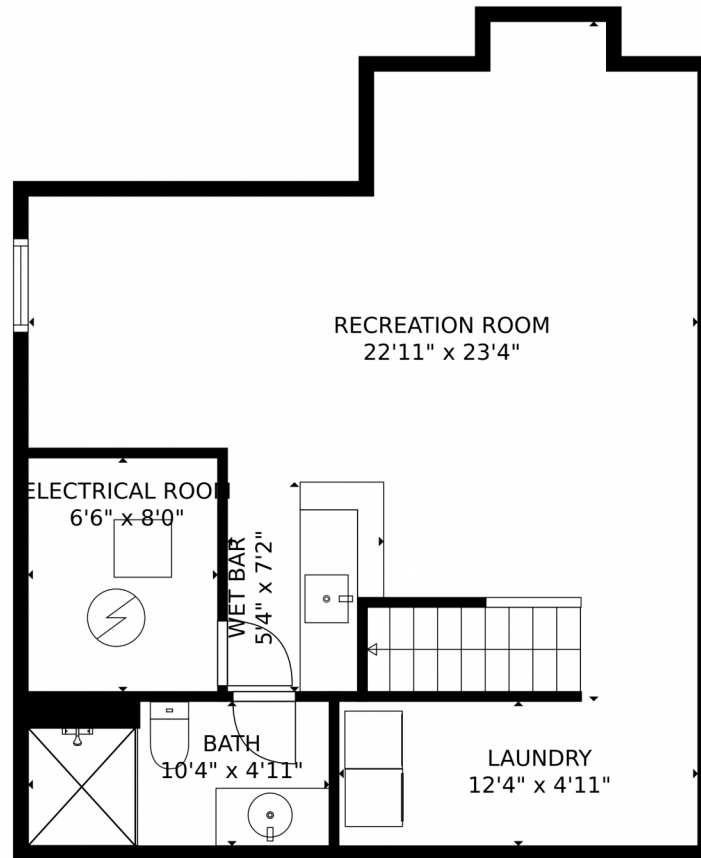 RECREATION ROOM
22'11" x 23'4"
ELECTRICAL ROOM
6'6" x 8'0"
WET BAR
5'4" x 7'2"
BATH
10'4" x 4'11"
LAUNDRY
12'4" x 4'11"